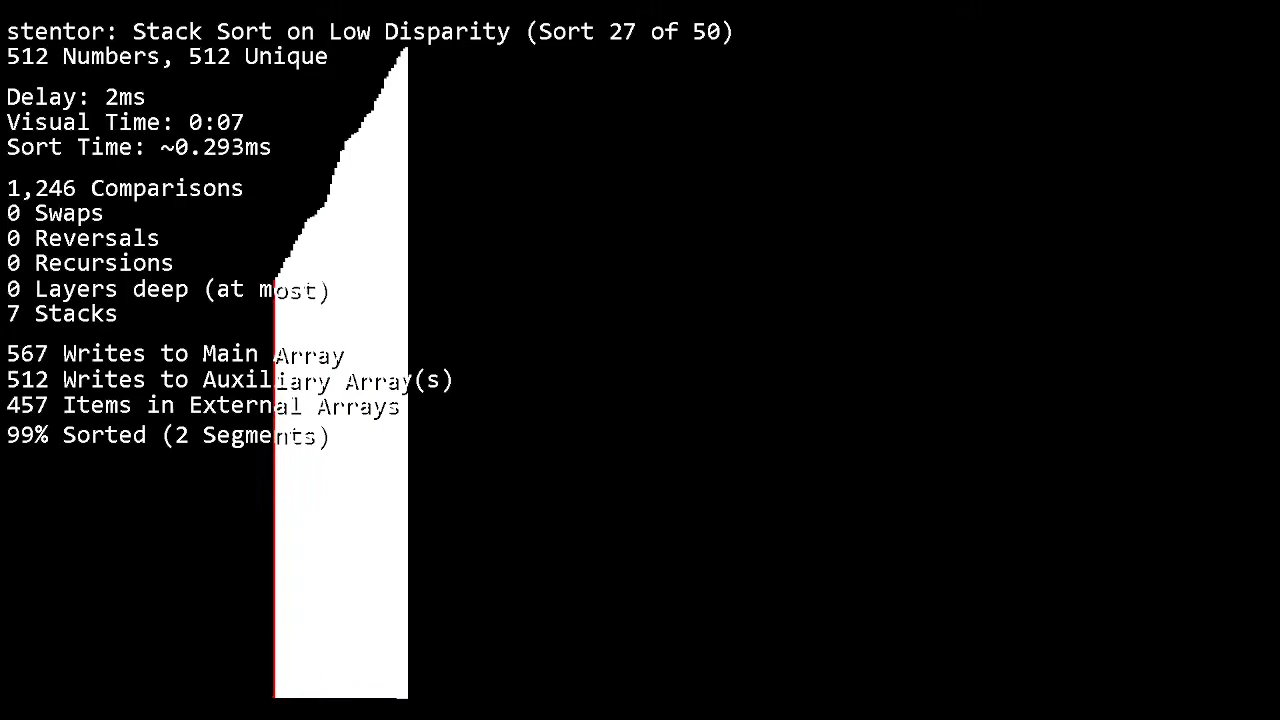 stentor: Stack Sort on Low Disparity (Sort 27 of 50)
512 Numbers, 512 Unique
Delay: 2ms
Visual Time: 0:07
Sort Time: ~0.293ms
1,246 Comparisons
0 Swaps
0 Reversals
0 Recursions
0 Layers deep (at most)
7 Stacks
567 Writes to Main Array
512 Writes to Auxiliary Array(s)
457 Items in External Arrays
99% Sorted (2 Segments)